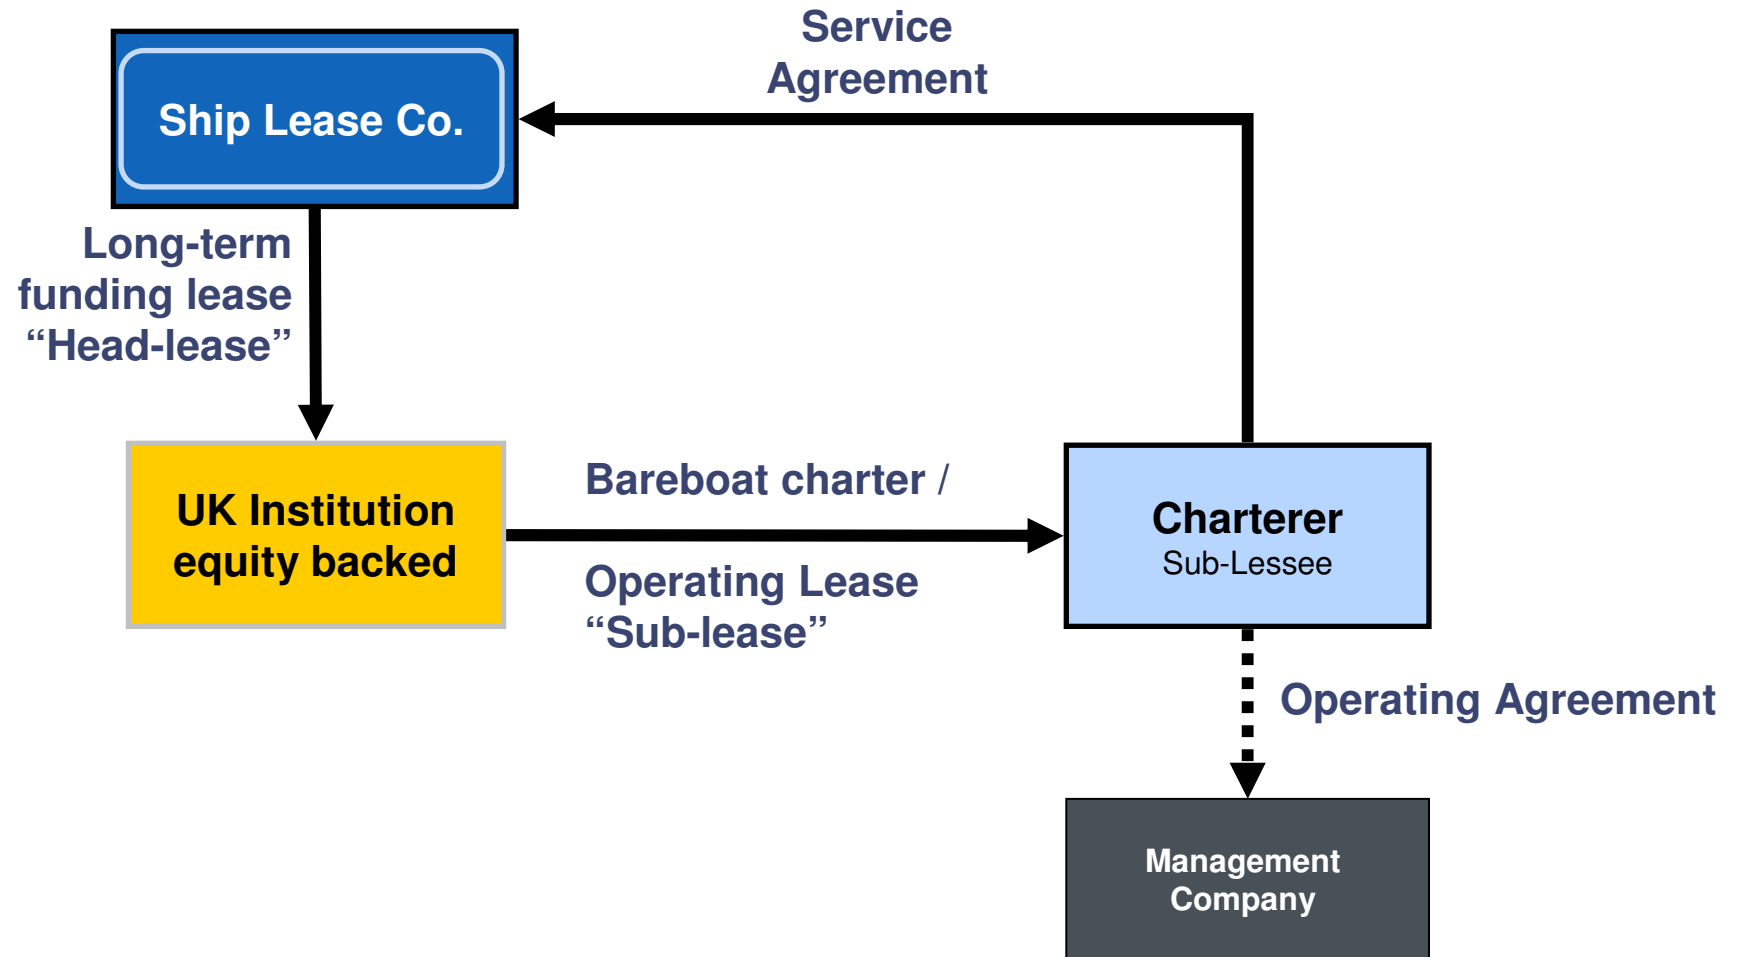 Service
Agreement
Ship Lease Co.
Long-term
funding lease
“Head-lease”
UK Institution
equity backed
Bareboat charter /
Operating Lease
“Sub-lease”
Charterer
Sub-Lessee
Operating Agreement
Management
Company